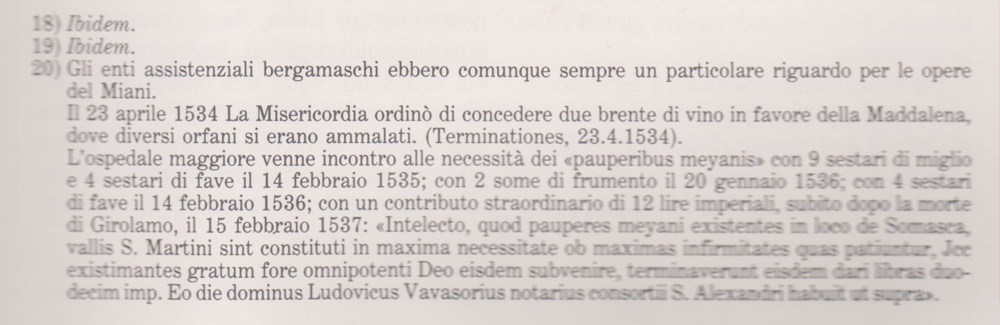 18) Ibidem.
19) Ibidem.
20) Gli enti assistenziali bergamaschi ebbero comunque sempre un particolare riguardo per le opere
del Miani.
Il 23 aprile 1534 La Misericordia ordinò di concedere due brente di vino in favore della Maddalena,
dove diversi orfani si erano ammalati. (Terminationes, 23.4.1534).
L'ospedale maggiore venne incontro alle necessità dei «pauperibus meyanis» con 9 sestari di miglio
e 4 sestari di fave il 14 febbraio 1535; con 2 some di frumento il 20 gennaio 1536; con 4 sestari
di fave il 14 febbraio 1536; con un contributo straordinario di 12 lire imperiali, subito dopo la morte
di Girolamo, il 15 febbraio 1537: «Intelecto, quod pauperes meyani existentes in loco de Somasca,
vallis S. Martini sint constituti in maxima necessitate ob maximas infirmitates quas patiuntur,
existimantes gratum fore omnipotenti Deo eisdem subvenire, terminaverunt eisdem dari libras duo-
decim imp. Eo die dominus Ludovicus Vavasorius notarius consortii S. Alexandri habuit ut supra».